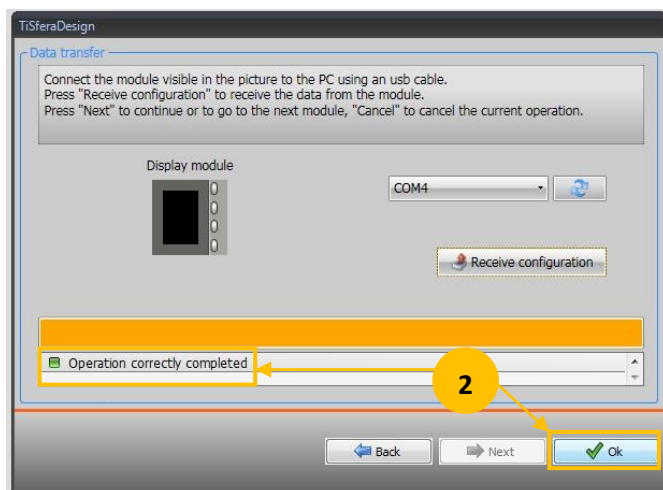 TiSferaDesign
Data transfer
Connect the module visible in the picture to the PC using an usb cable.
Press "Receive configuration" to receive the data from the module.
Press "Next" to continue or to go to the next module, "Cancel" to cancel the current operation.
Display module
COM4
Receive configuration
Operation correctly completed
2
Back
Next
Ok